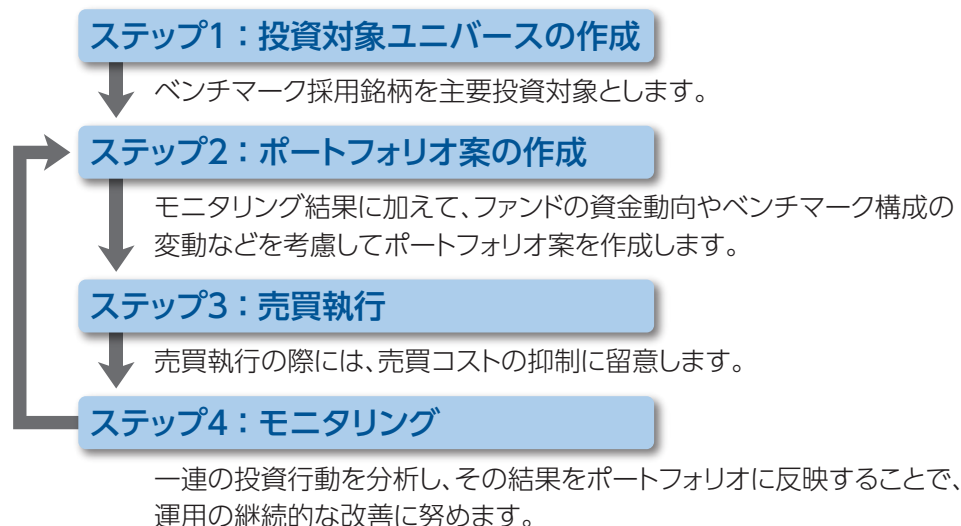 ステップ1：投資対象ユニバースの作成
ベンチマーク採用銘柄を主要投資対象とします。
ステップ2：ポートフォリオ案の作成
モニタリング結果に加えて、ファンドの資金動向やベンチマーク構成の
変動などを考慮してポートフォリオ案を作成します。
ステップ3：売買執行
売買執行の際には、売買コストの抑制に留意します。
ステップ4：モニタリング
一連の投資行動を分析し、その結果をポートフォリオに反映することで、
運用の継続的な改善に努めます。